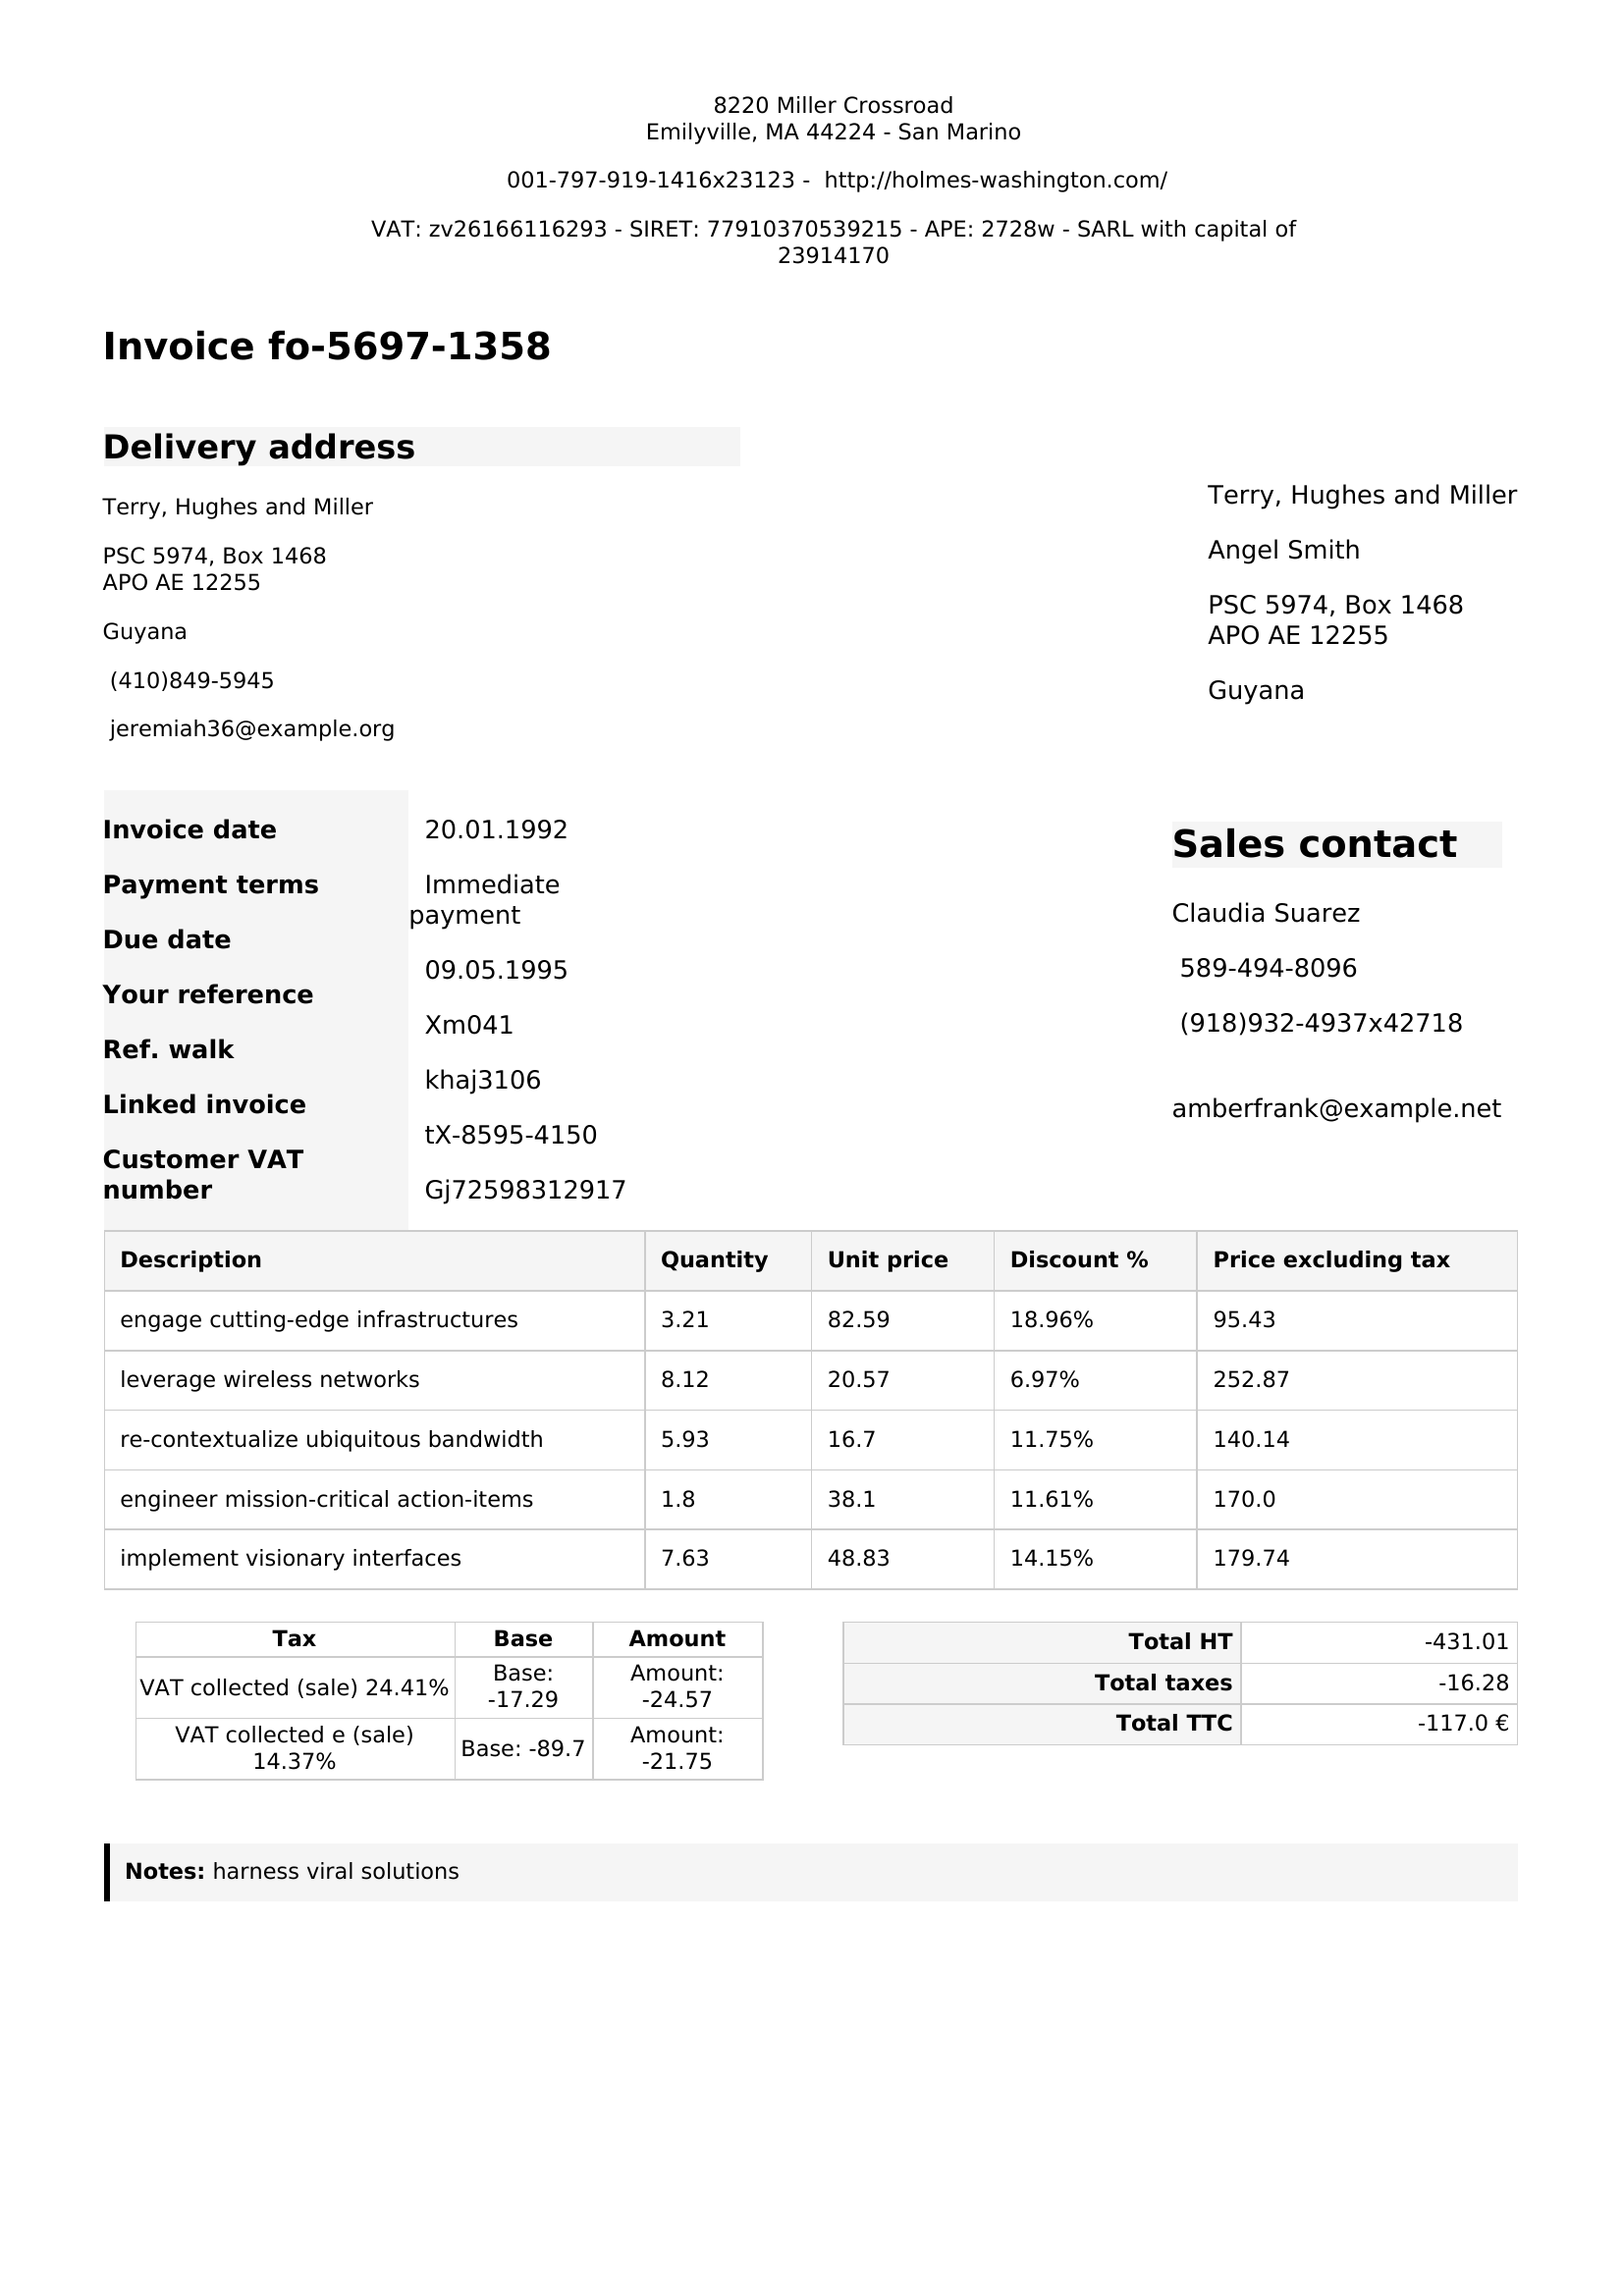 8220 Miller Crossroad
Emilyville, MA 44224 - San Marino
001-797-919-1416x23123 - http://holmes-washington.com/
VAT: zv26166116293 - SIRET: 77910370539215 - APE: 2728w - SARL with capital of
23914170
Invoice fo-5697-1358
Delivery address
Terry, Hughes and Miller
PSC 5974, Box 1468
APO AE 12255
Guyana
(410)849-5945
jeremiah36@example.org
Terry, Hughes and Miller
Angel Smith
PSC 5974, Box 1468
APO AE 12255
Guyana
Invoice date
Payment terms
Due date
Your reference
Ref. walk
Linked invoice
Customer VAT
number
20.01.1992
Immediate
payment
09.05.1995
Xm041
khaj3106
tX-8595-4150
Gj72598312917
Sales contact
Claudia Suarez
589-494-8096
(918)932-4937x42718
amberfrank@example.net
Description Quantity Unit price Discount % Price excluding tax
engage cutting-edge infrastructures 3.21 82.59 18.96% 95.43
leverage wireless networks 8.12 20.57 6.97% 252.87
re-contextualize ubiquitous bandwidth 5.93 16.7 11.75% 140.14
engineer mission-critical action-items 1.8 38.1 11.61% 170.0
implement visionary interfaces 7.63 48.83 14.15% 179.74
Tax Base Amount
VAT collected (sale) 24.41% Base: -17.29 Amount: -24.57
VAT collected e (sale) 14.37% Base: -89.7 Amount: -21.75
Total HT -431.01
Total taxes -16.28
Total TTC -117.0 €
Notes: harness viral solutions